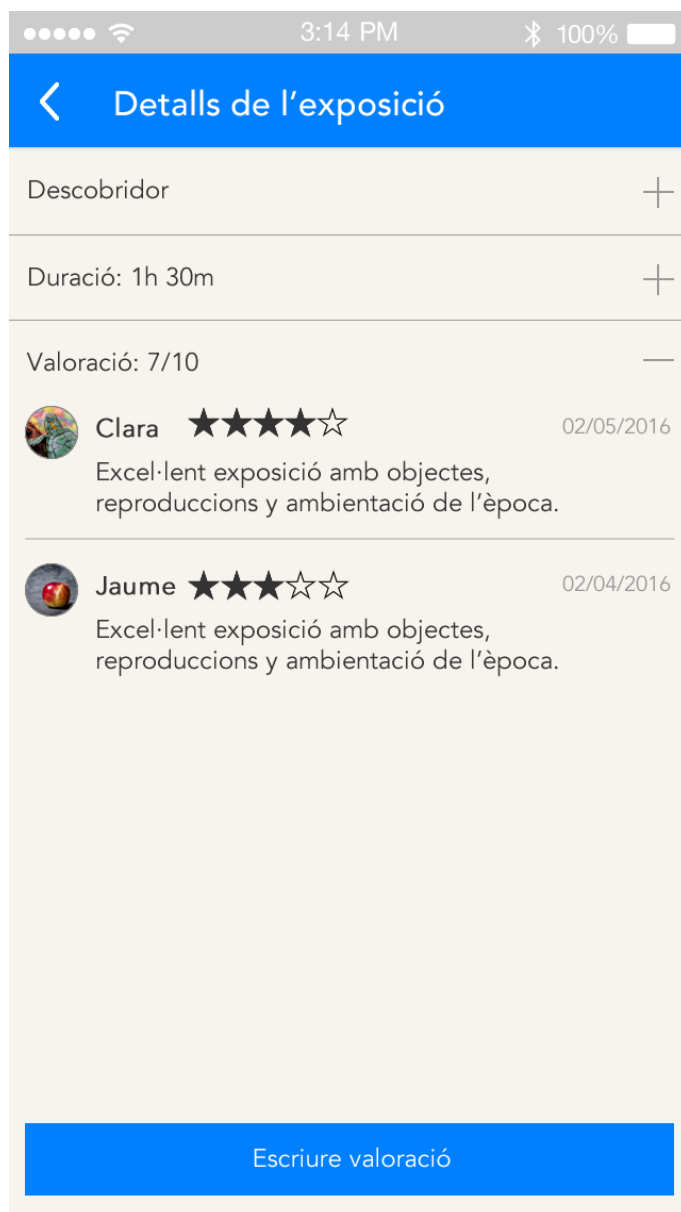 3:14 PM 100%
Detalls de l’exposició
Descobridor
Duració: 1h 30m
Valoració: 7/10
Clara 02/05/2016
Excel·lent exposició amb objectes,
reproduccions y ambientació de l’època.
Jaume 02/04/2016
Excel·lent exposició amb objectes,
reproduccions y ambientació de l’època.
Escriure valoració